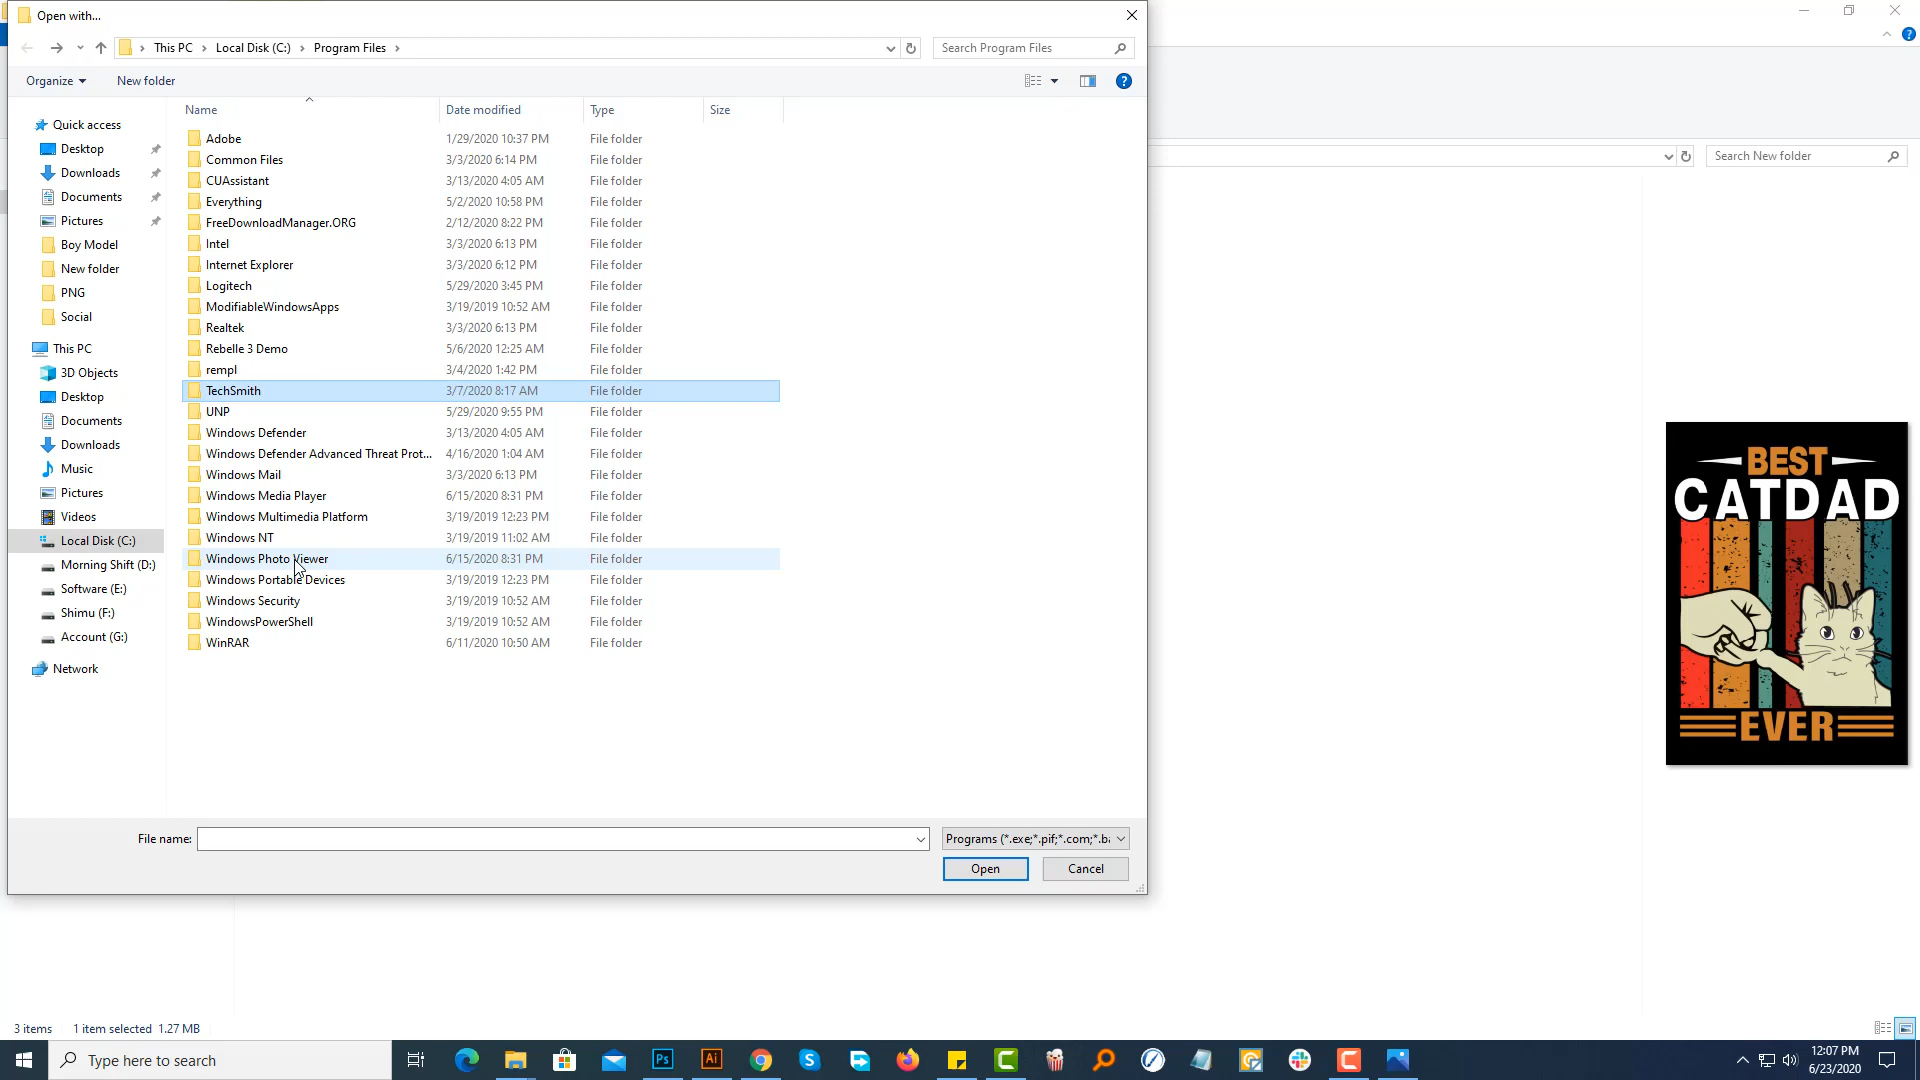 Open with...
This PC > Local Disk (C:) > Program Files >
Search Program Files
Search New folder
Organize
New folder
Name
Date modified
Type
Size
Quick access
Desktop
Downloads
Documents
Pictures
Boy Model
New folder
PNG
Social
This PC
3D Objects
Desktop
Documents
Downloads
Music
Pictures
Videos
Local Disk (C:)
Morning Shift (D:)
Software (E:)
Shimu (F:)
Account (G:)
Network
Adobe 1/29/2020 10:37 PM File folder
Common Files 3/3/2020 6:14 PM File folder
CUAssistant 3/13/2020 4:05 AM File folder
Everything 5/2/2020 10:58 PM File folder
FreeDownloadManager.ORG 2/12/2020 8:22 PM File folder
Intel 3/3/2020 6:13 PM File folder
Internet Explorer 3/3/2020 6:12 PM File folder
Logitech 5/29/2020 3:45 PM File folder
ModifiableWindowsApps 3/19/2019 10:52 AM File folder
Realtek 3/3/2020 6:13 PM File folder
Rebelle 3 Demo 5/6/2020 12:25 AM File folder
rempl 3/4/2020 1:42 PM File folder
TechSmith 3/7/2020 8:17 AM File folder
UNP 5/29/2020 9:55 PM File folder
Windows Defender 3/13/2020 4:05 AM File folder
Windows Defender Advanced Threat Prot... 4/16/2020 1:04 AM File folder
Windows Mail 3/3/2020 6:13 PM File folder
Windows Media Player 6/15/2020 8:31 PM File folder
Windows Multimedia Platform 3/19/2019 12:23 PM File folder
Windows NT 3/19/2019 11:02 AM File folder
Windows Photo Viewer 6/15/2020 8:31 PM File folder
Windows Portable Devices 3/19/2019 12:23 PM File folder
Windows Security 3/19/2019 10:52 AM File folder
WindowsPowerShell 3/19/2019 10:52 AM File folder
WinRAR 6/11/2020 10:50 AM File folder
BEST
CATDAD
EVER
File name:
Programs (*.exe;*.pif;*.com;*.ba
Open
Cancel
3 items 1 item selected 1.27 MB
Type here to search
Ps
Ai
12:07 PM
6/23/2020